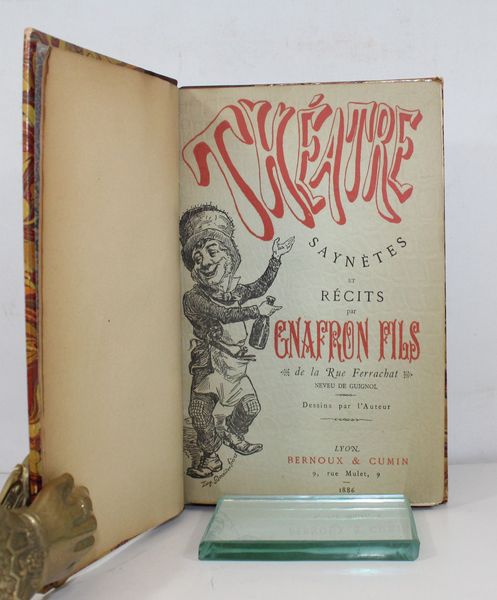 THÉATRE
SAYNÈTES
ET
RÉCITS
par
GNAFRON FILS
de la Rue Ferrachat
NEVEU DE GUIGNOL
Dessins par l'Auteur
LYON,
BERNOUX & CUMIN
9, rue Mulet, 9
1886